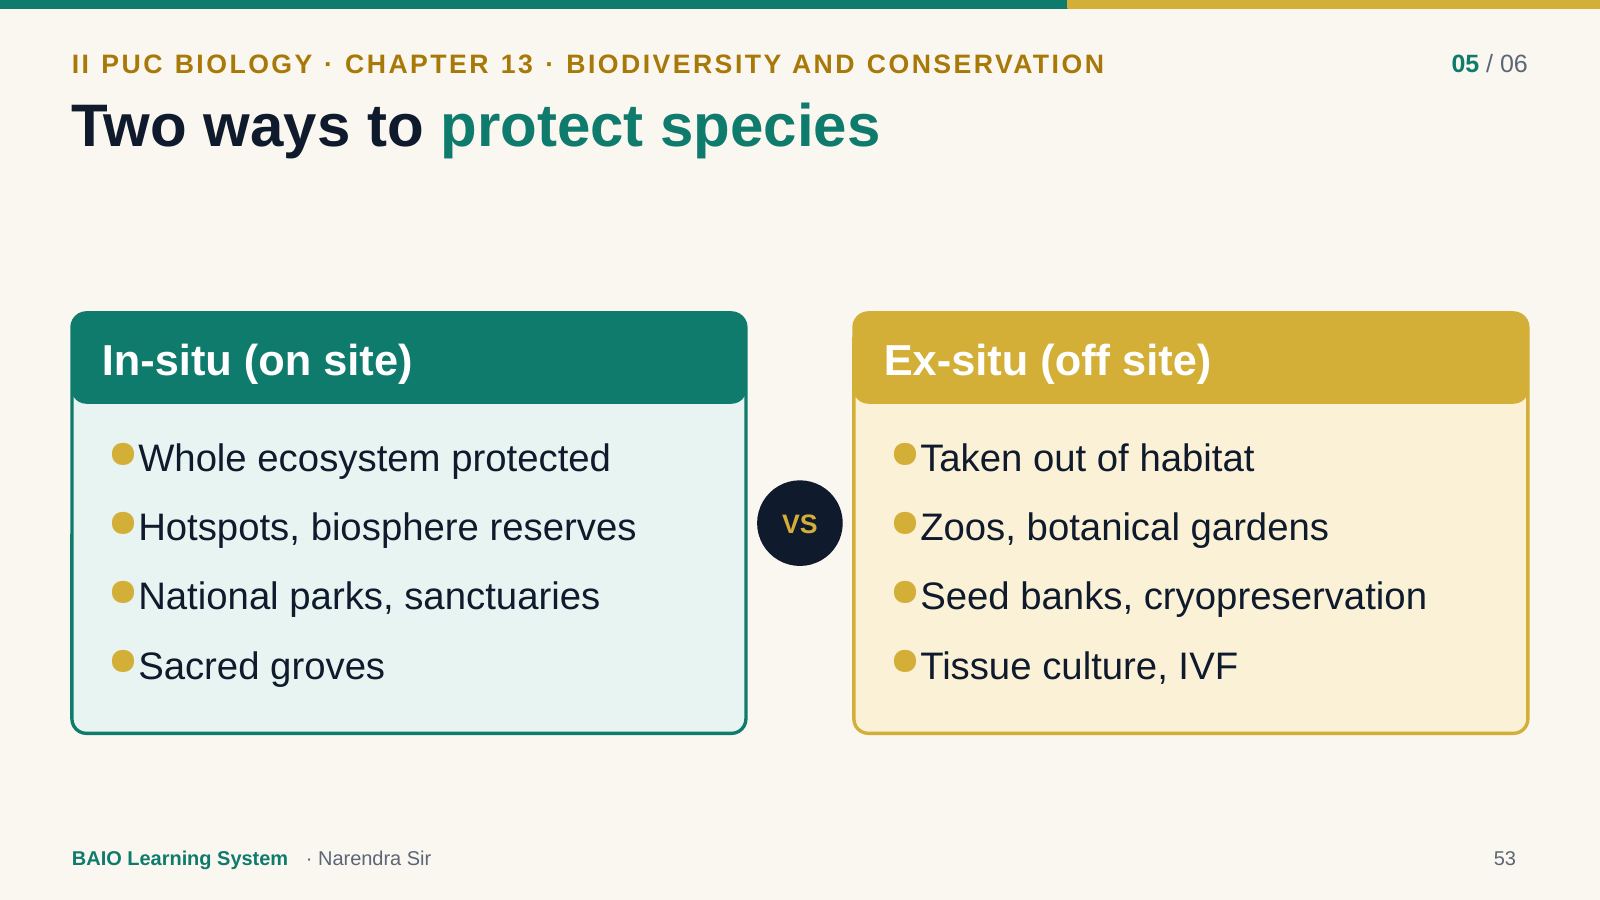 II PUC BIOLOGY · CHAPTER 13 · BIODIVERSITY AND CONSERVATION
05 / 06
Two ways to protect species
In-situ (on site)
Whole ecosystem protected
Hotspots, biosphere reserves
National parks, sanctuaries
Sacred groves
VS
Ex-situ (off site)
Taken out of habitat
Zoos, botanical gardens
Seed banks, cryopreservation
Tissue culture, IVF
BAIO Learning System · Narendra Sir
53